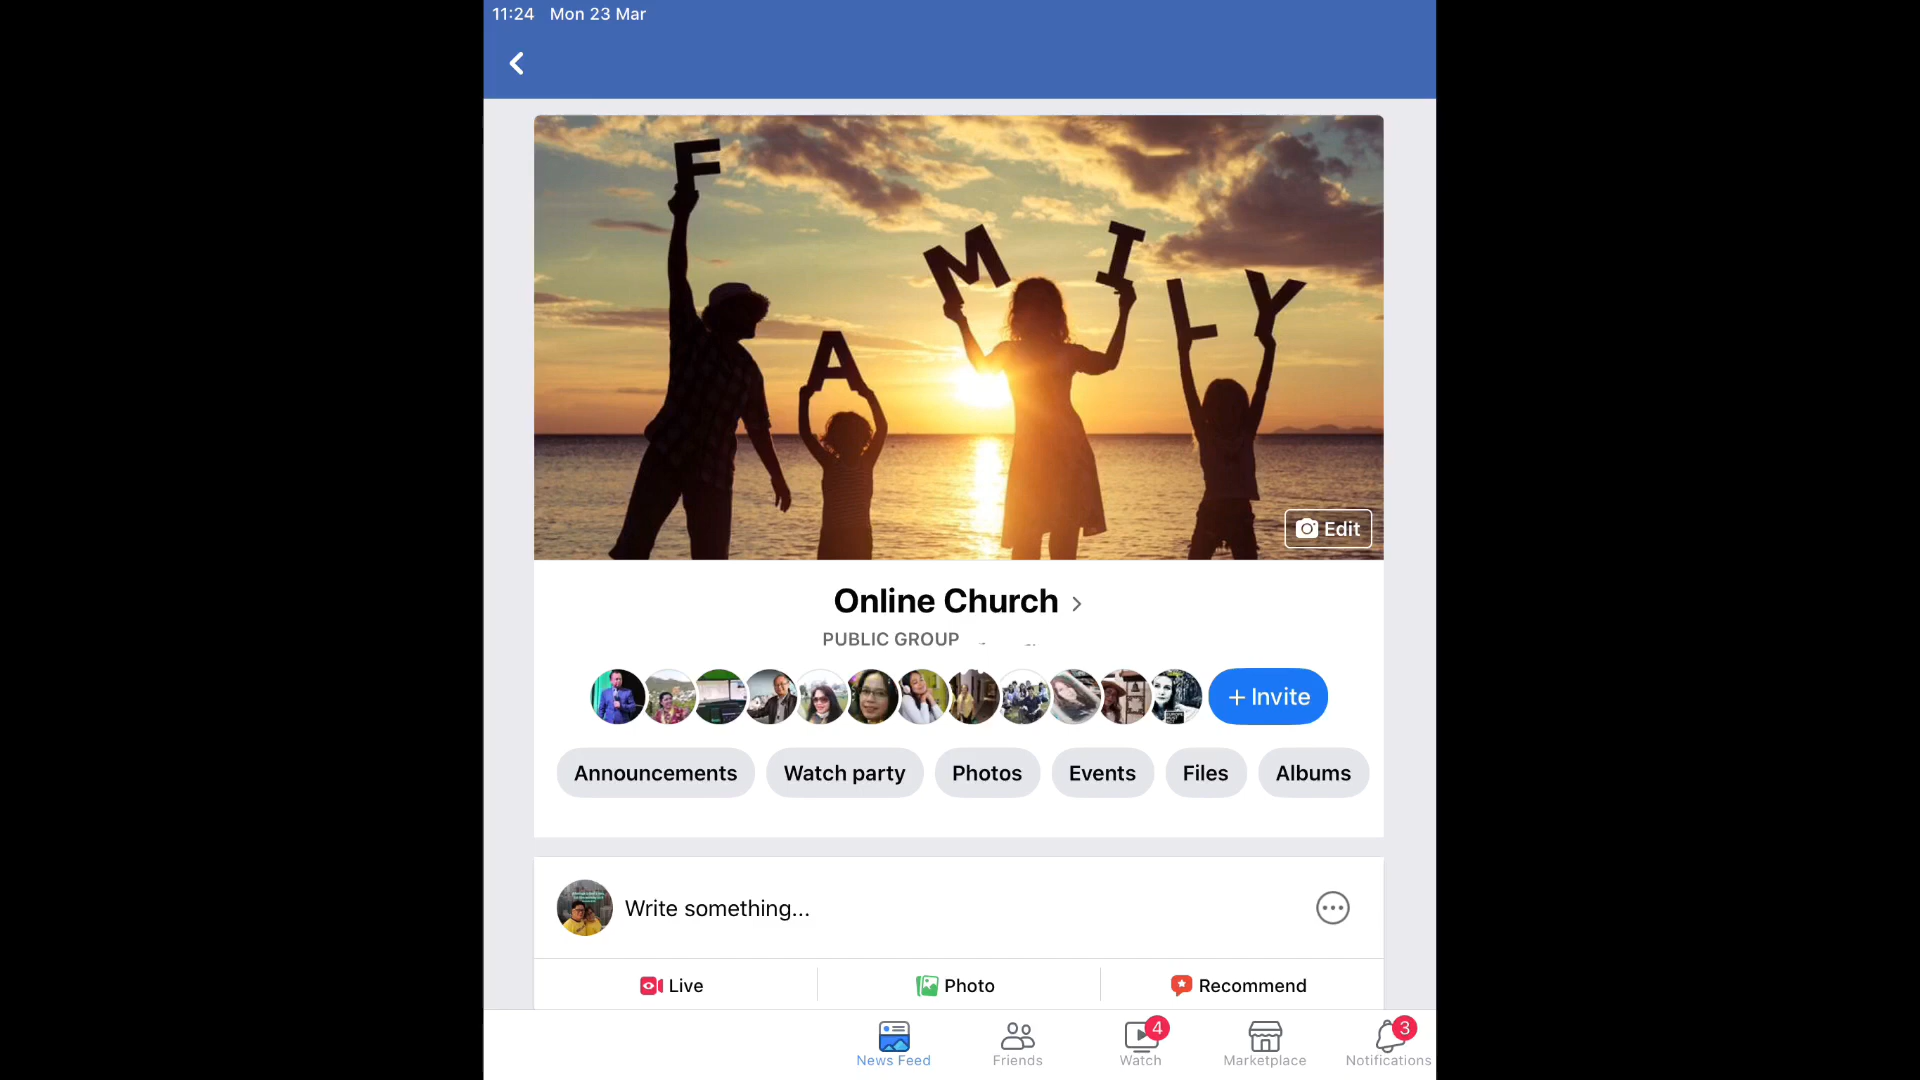 11:24 Mon 23 Mar
F
A
M
I
L
Y
Edit
Online Church
PUBLIC GROUP
+ Invite
Announcements
Watch party
Photos
Events
Files
Albums
Write something...
Live
Photo
Recommend
4
3
News Feed
Friends
Watch
Marketplace
Notifications